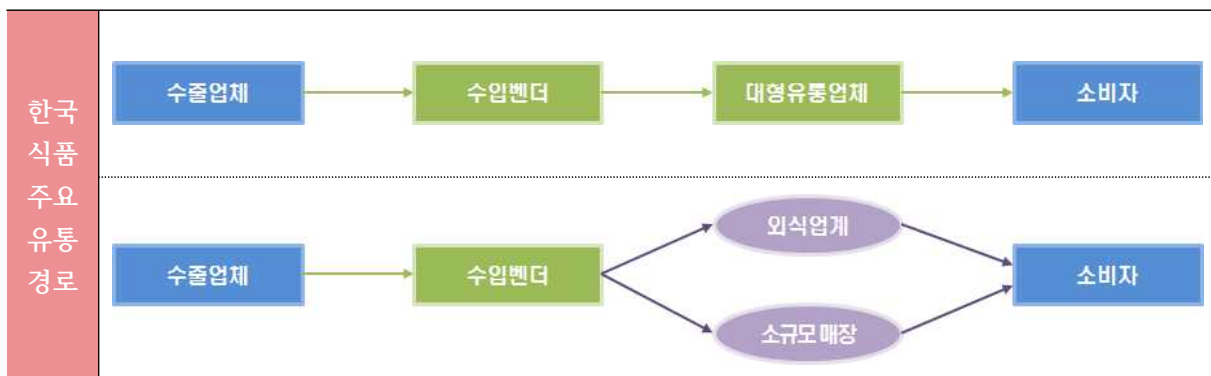 한국
식품
주요
유통
경로
수출업체
수입벤더
대형유통업체
소비자
수출업체
수입벤더
외식업계
소규모 매장
소비자